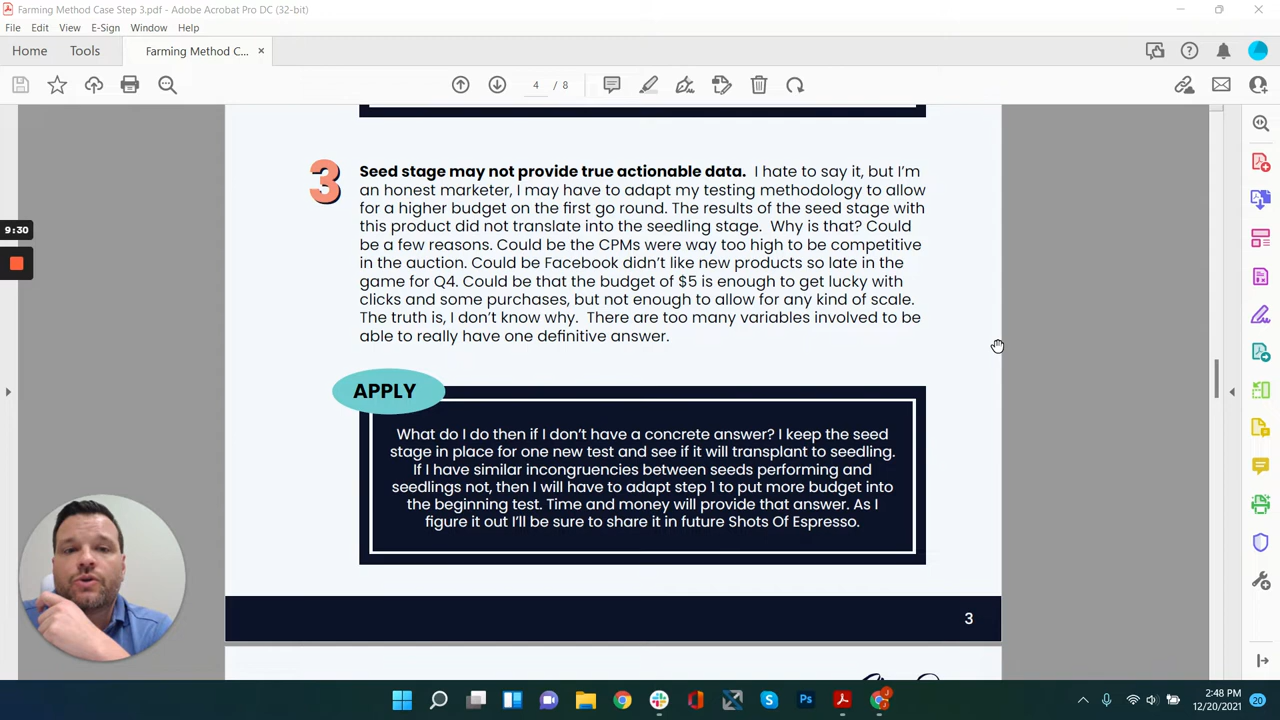 Farming Method Case Step 3.pdf - Adobe Acrobat Pro DC (32-bit)
File Edit View E-Sign Window Help
Home Tools Farming Method C... ×
4 / 8
3
Seed stage may not provide true actionable data. I hate to say it, but I'm
an honest marketer, I may have to adapt my testing methodology to allow
for a higher budget on the first go round. The results of the seed stage with
this product did not translate into the seedling stage. Why is that? Could
be a few reasons. Could be the CPMs were way too high to be competitive
in the auction. Could be Facebook didn't like new products so late in the
game for Q4. Could be that the budget of $5 is enough to get lucky with
clicks and some purchases, but not enough to allow for any kind of scale.
The truth is, I don't know why. There are too many variables involved to be
able to really have one definitive answer.
9:30
APPLY
What do I do then if I don't have a concrete answer? I keep the seed
stage in place for one new test and see if it will transplant to seedling.
If I have similar incongruencies between seeds performing and
seedlings not, then I will have to adapt step 1 to put more budget into
the beginning test. Time and money will provide that answer. As I
figure it out I'll be sure to share it in future Shots Of Espresso.
3
Ps
2:48 PM
12/20/2021
20